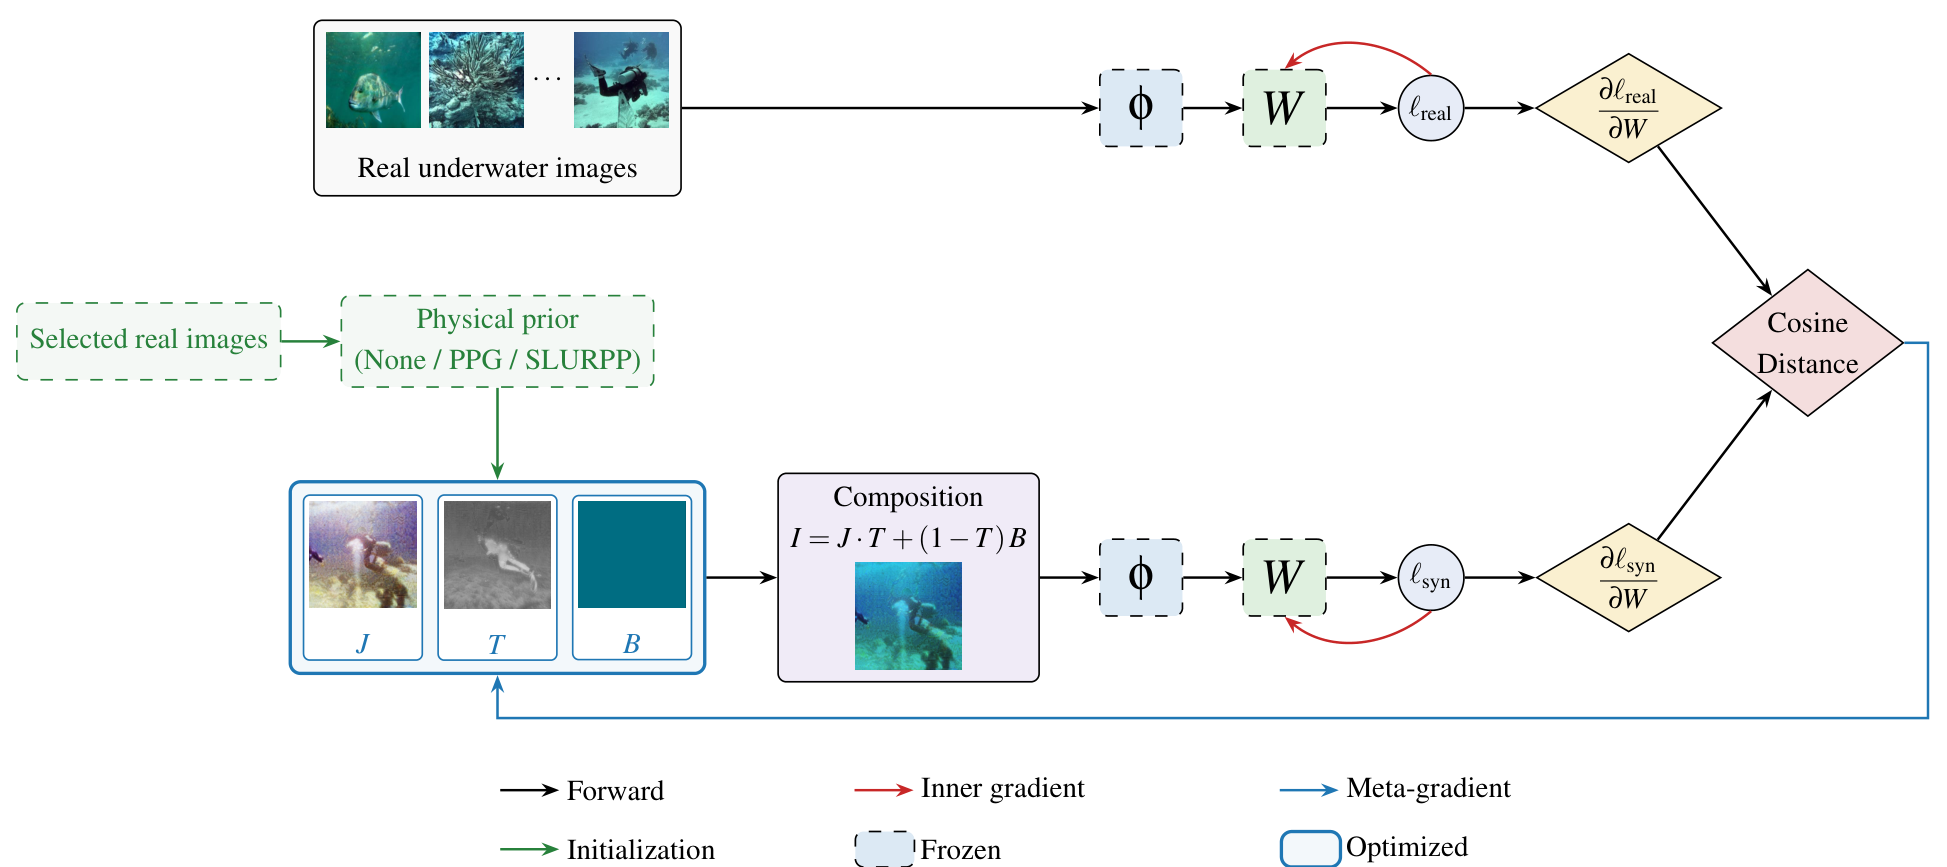 Real underwater images
ϕ
W
ℓreal
∂ℓreal
∂W
Selected real images
Physical prior
(None / PPG / SLURPP)
Cosine
Distance
J
T
B
Composition
I = J · T + (1 − T) B
ϕ
W
ℓsyn
∂ℓsyn
∂W
Forward
Inner gradient
Meta-gradient
Initialization
Frozen
Optimized